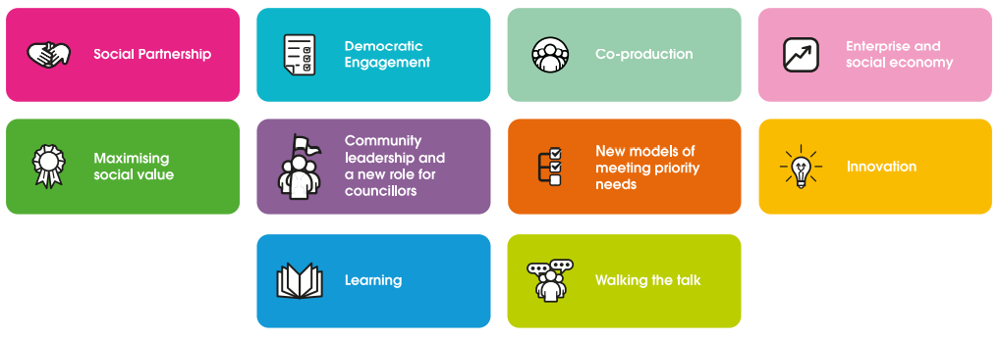 Social Partnership
Democratic
Engagement
Co-production
Enterprise and
social economy
Maximising
social value
Community
leadership and
a new role for
councillors
New models of
meeting priority
needs
Innovation
Learning
Walking the talk